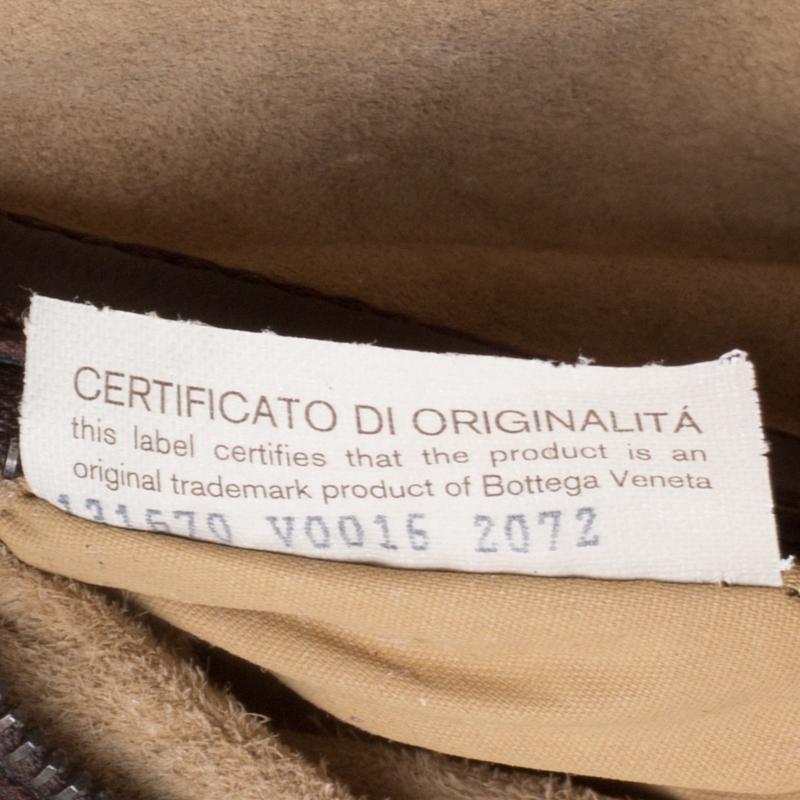 CERTIFICATO DI ORIGINALITÁ
this label certifies that the product is an
original trademark product of Bottega Veneta
131670 V0016 2072